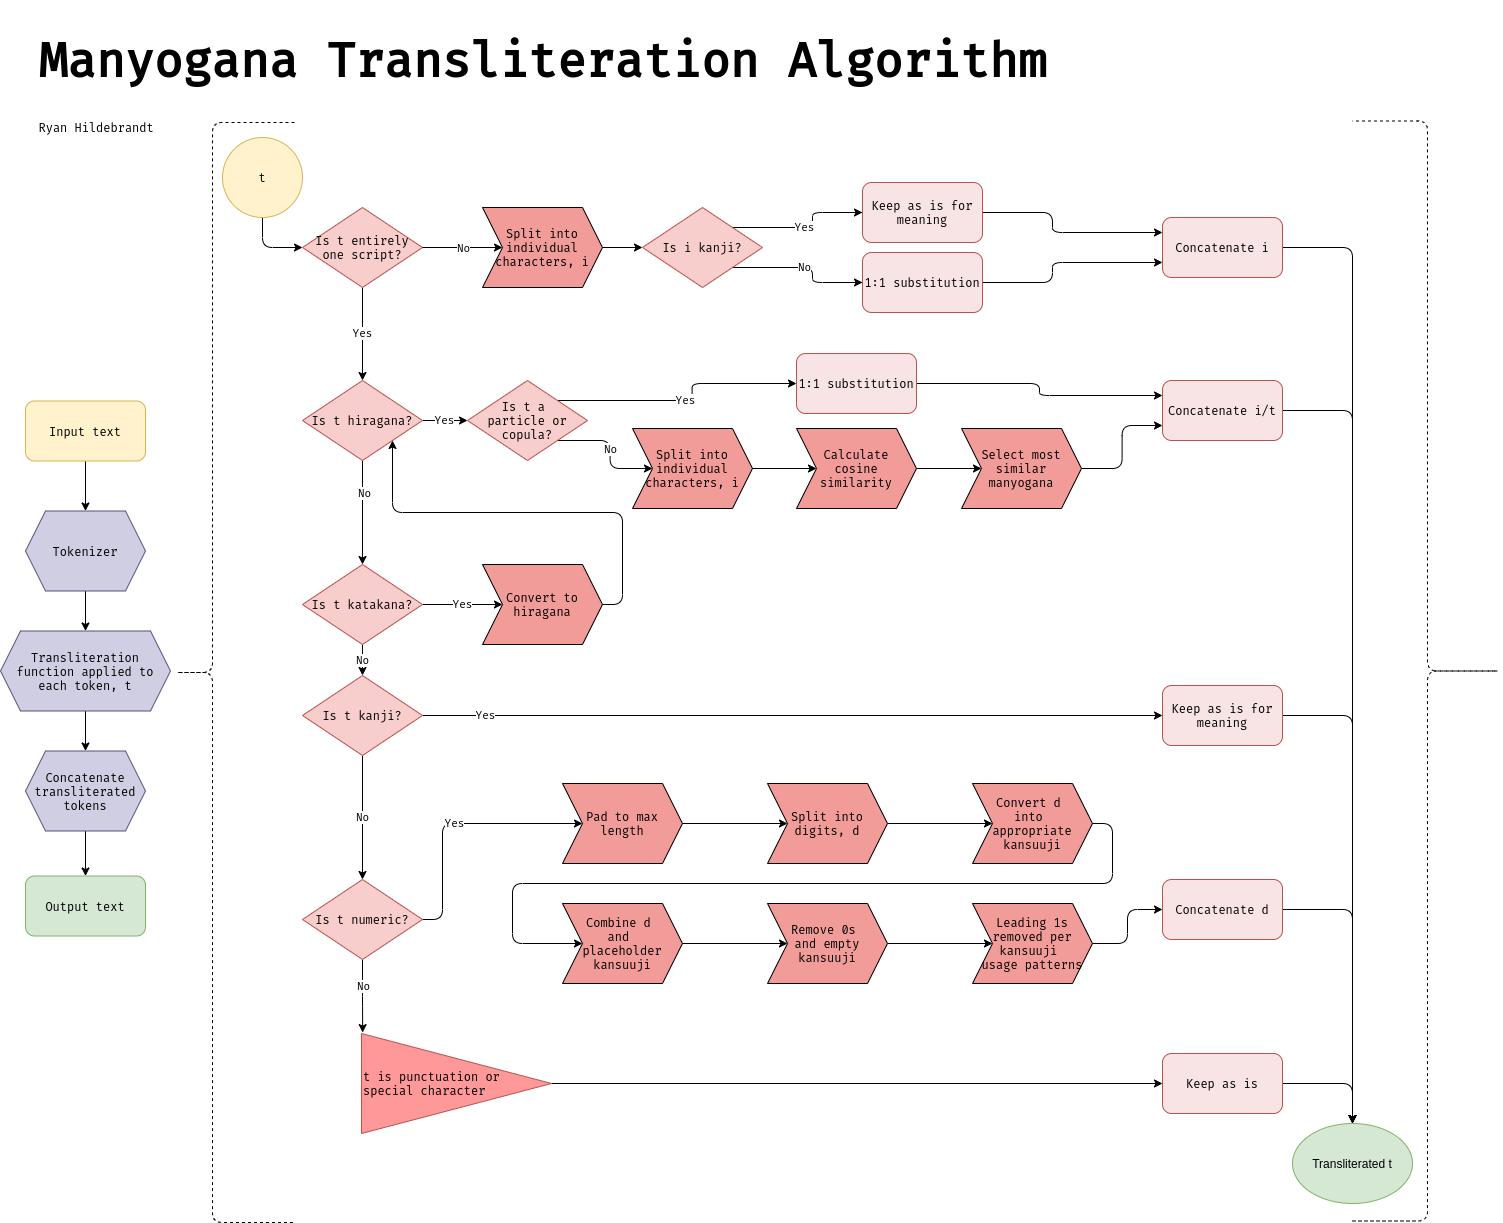 Manyogana Transliteration Algorithm
Ryan Hildebrandt
Input text
Tokenizer
Transliteration
function applied to
each token, t
Concatenate
transliterated
tokens
Output text
t
Is t entirely
one script?
No
Split into
individual
characters, i
Is i kanji?
Yes
Keep as is for
meaning
No
1:1 substitution
Concatenate i
Yes
Is t hiragana?
Yes
Is t a
particle or
copula?
Yes
1:1 substitution
No
Split into
individual
characters, i
Calculate
cosine
similarity
Select most
similar
manyogana
Concatenate i/t
No
Is t katakana?
Yes
Convert to
hiragana
No
Is t kanji?
Yes
Keep as is for
meaning
No
Is t numeric?
Yes
Pad to max
length
Split into
digits, d
Convert d
into
appropriate
kansuuji
Combine d
and
placeholder
kansuuji
Remove 0s
and empty
kansuuji
Leading 1s
removed per
kansuuji
usage patterns
Concatenate d
No
t is punctuation or
special character
Keep as is
Transliterated t